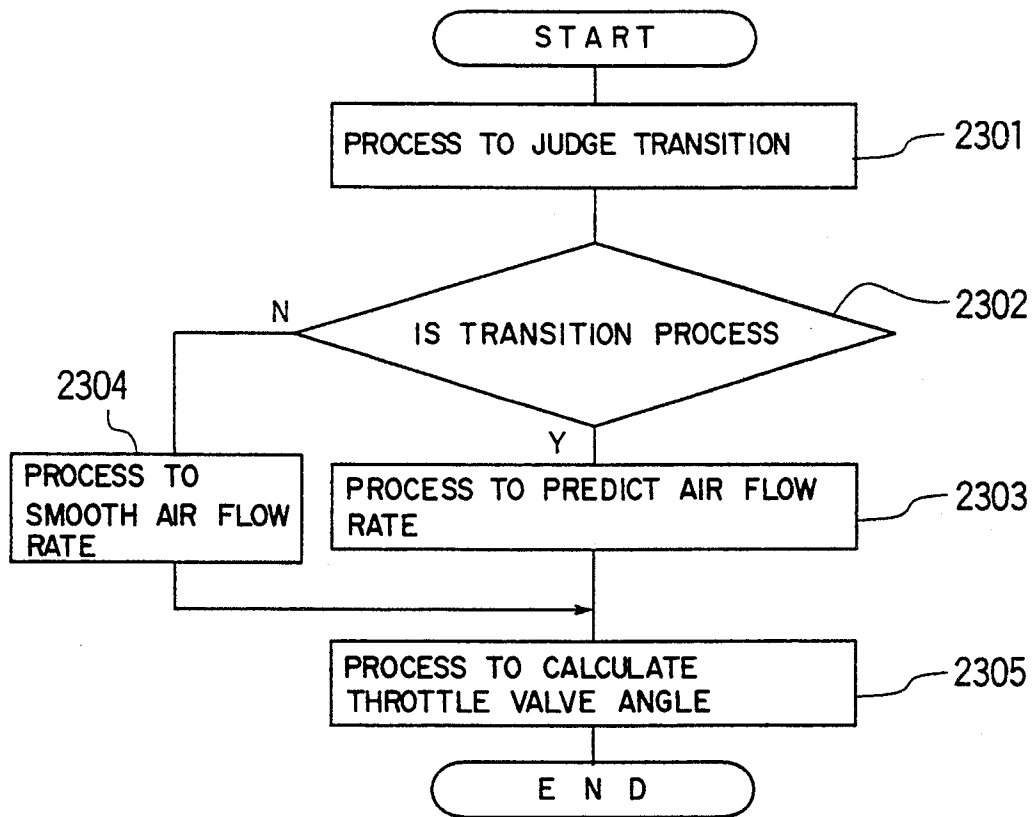 START
PROCESS TO JUDGE TRANSITION
2301
IS TRANSITION PROCESS
2302
N
Y
2304
PROCESS TO
SMOOTH AIR FLOW
RATE
PROCESS TO PREDICT AIR FLOW
RATE
2303
PROCESS TO CALCULATE
THROTTLE VALVE ANGLE
2305
END